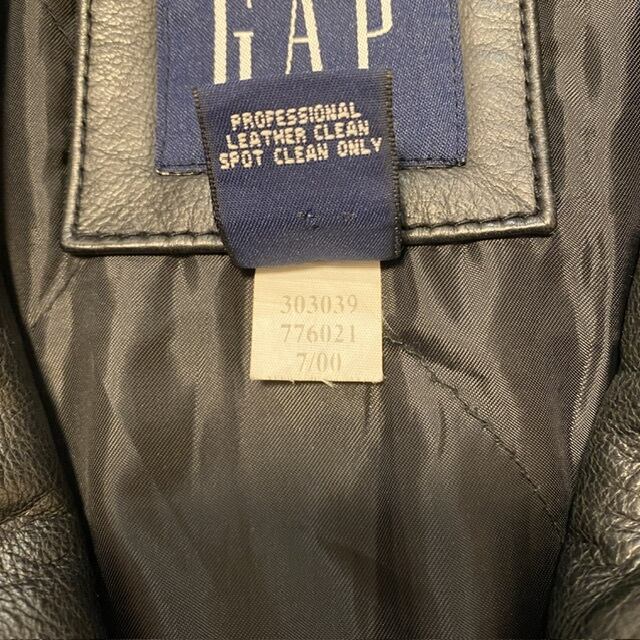 GAP
PROFESSIONAL
LEATHER CLEAN
SPOT CLEAN ONLY
303039
776021
7/00